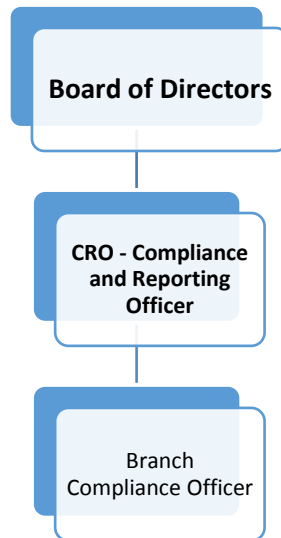 Board of Directors
CRO - Compliance
and Reporting
Officer
Branch
Compliance Officer